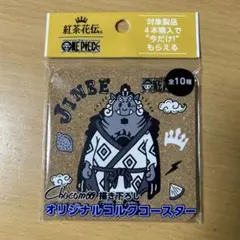 紅茶花伝®
ONE PIECE
対象製品
4本購入で
"今だけ!"
もらえる
全10種
JINBE
ONE PIECE
Chocomoo 描き下ろし
オリジナルコルクコースター